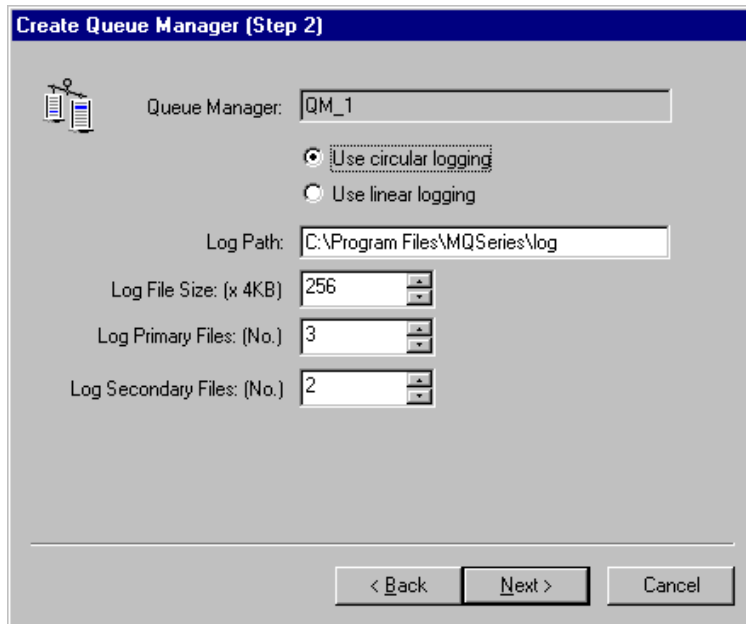 Create Queue Manager (Step 2)
Queue Manager: QM_1
Use circular logging
Use linear logging
Log Path: C:\Program Files\MQSeries\log
Log File Size: (x 4KB) 256
Log Primary Files: (No.) 3
Log Secondary Files: (No.) 2
< Back Next > Cancel